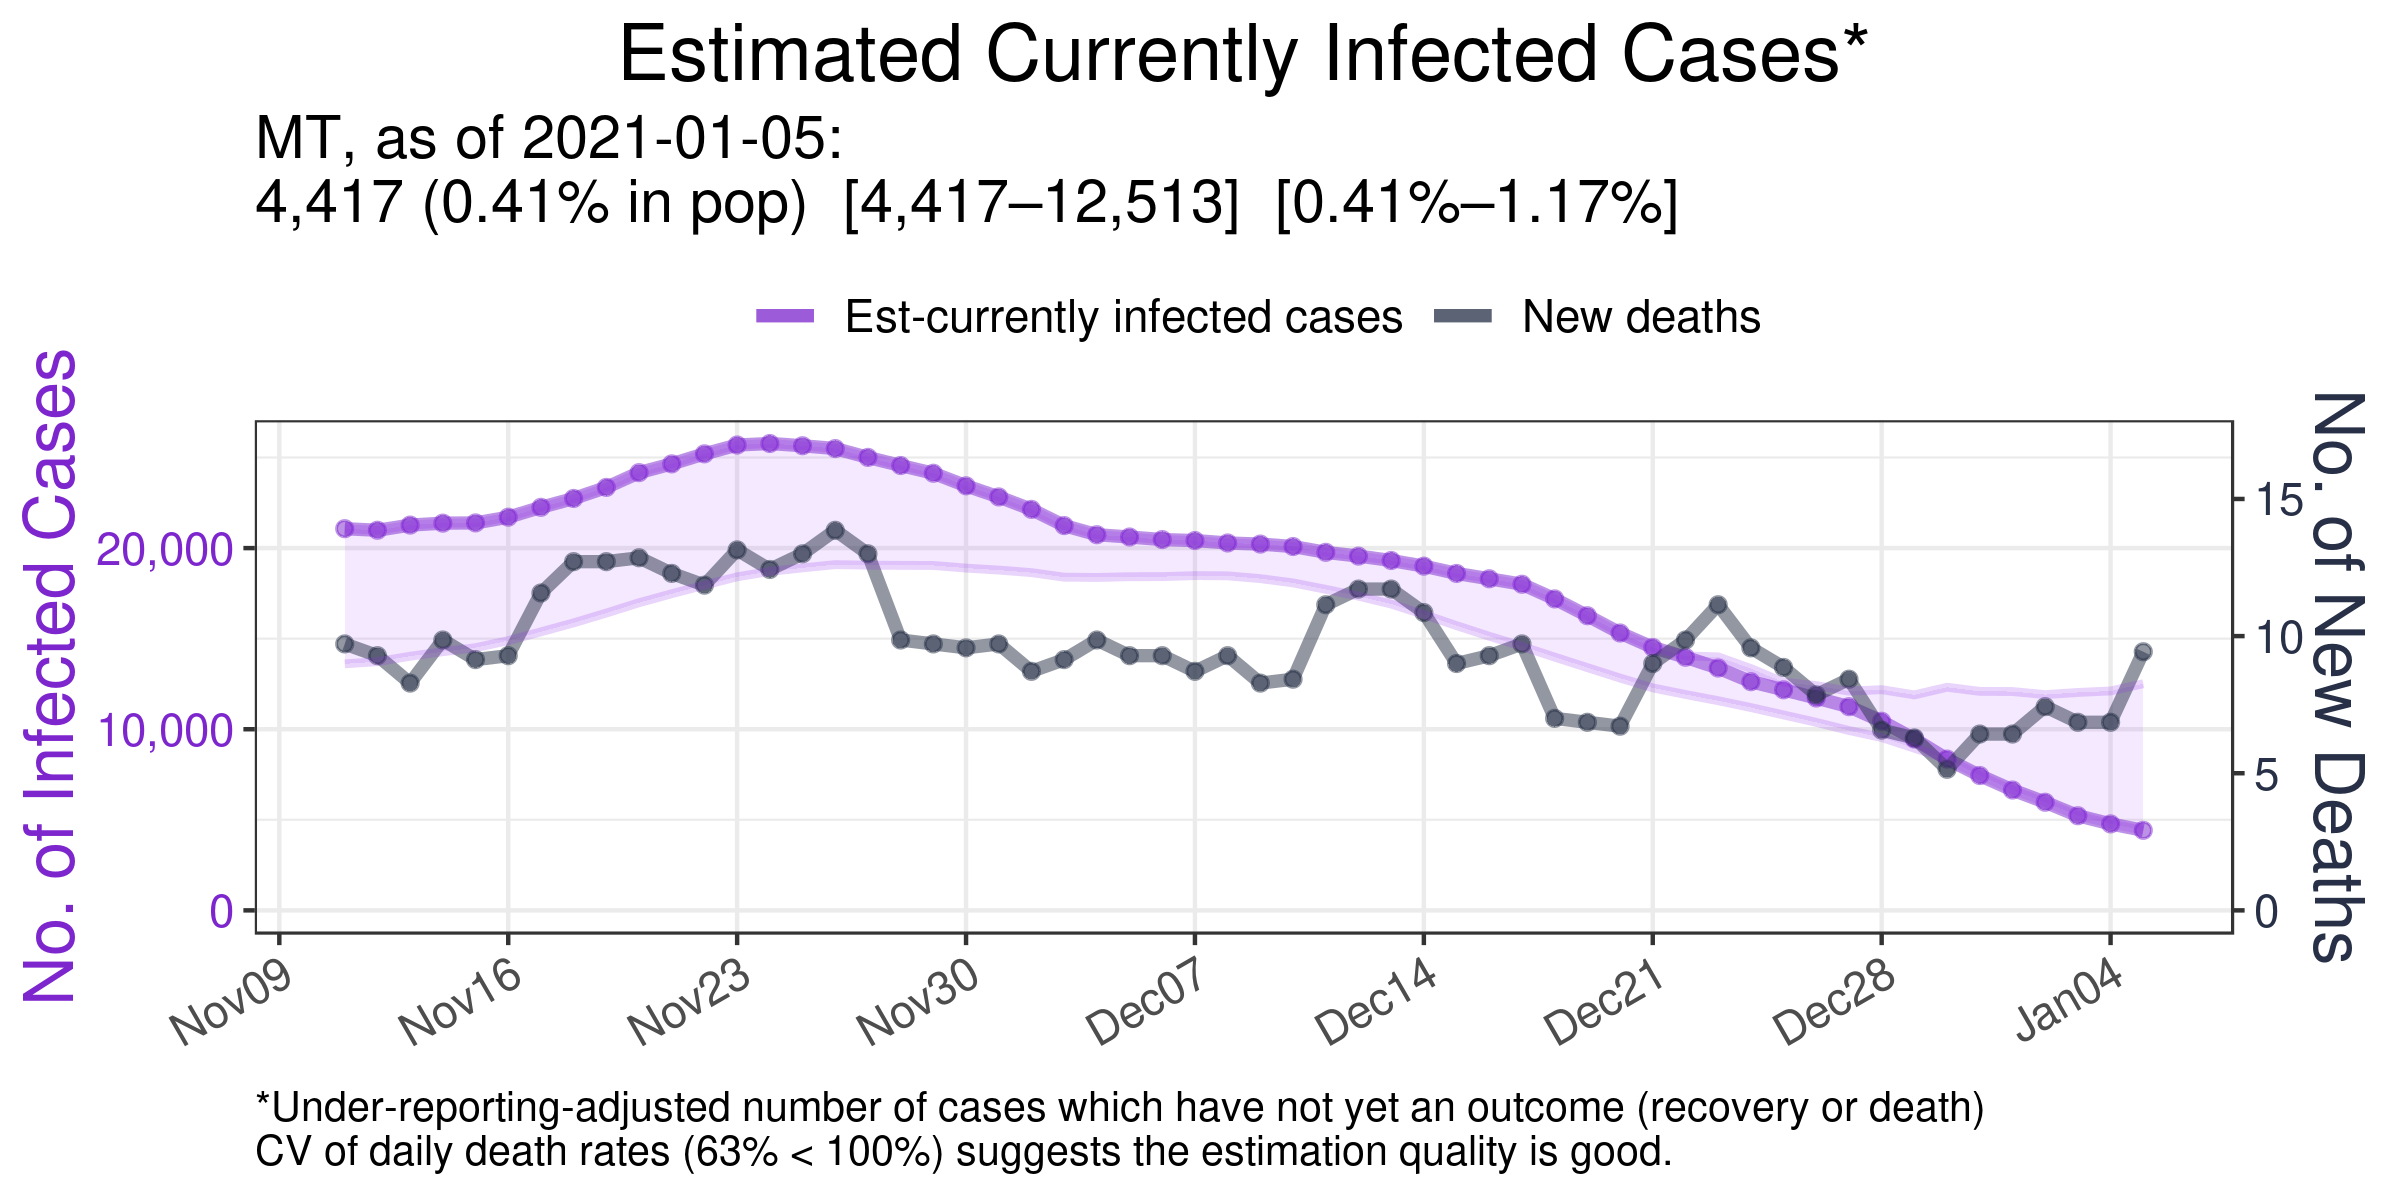 Estimated Currently Infected Cases*
MT, as of 2021-01-05:
4,417 (0.41% in pop)  [4,417–12,513]  [0.41%–1.17%]
Est-currently infected cases
New deaths
No. of Infected Cases
20,000
10,000
0
No. of New Deaths
15
10
5
0
Nov09
Nov16
Nov23
Nov30
Dec07
Dec14
Dec21
Dec28
Jan04
*Under-reporting-adjusted number of cases which have not yet an outcome (recovery or death)
CV of daily death rates (63% < 100%) suggests the estimation quality is good.